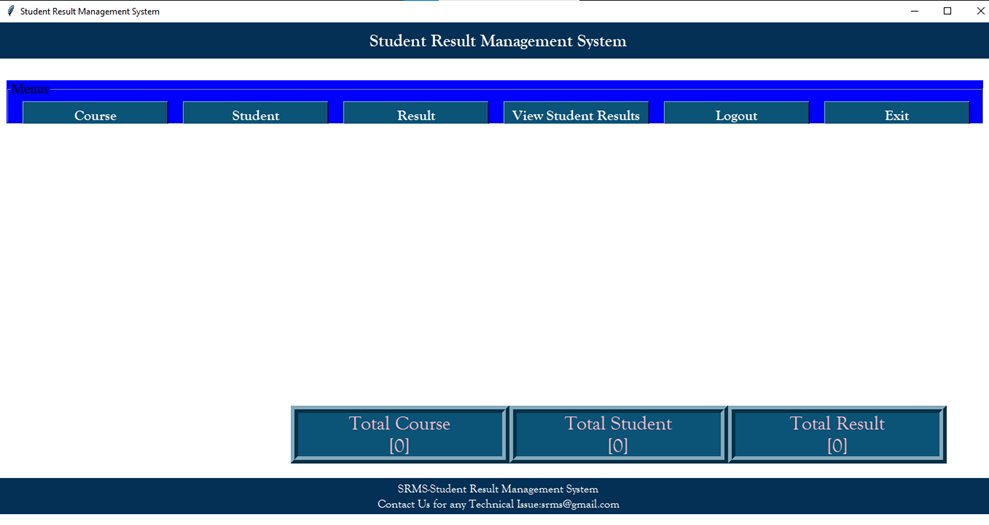 Student Result Management System
Student Result Management System
Menus
Course
Student
Result
View Student Results
Logout
Exit
Total Course
[0]
Total Student
[0]
Total Result
[0]
SRMS-Student Result Management System
Contact Us for any Technical Issue:srms@gmail.com